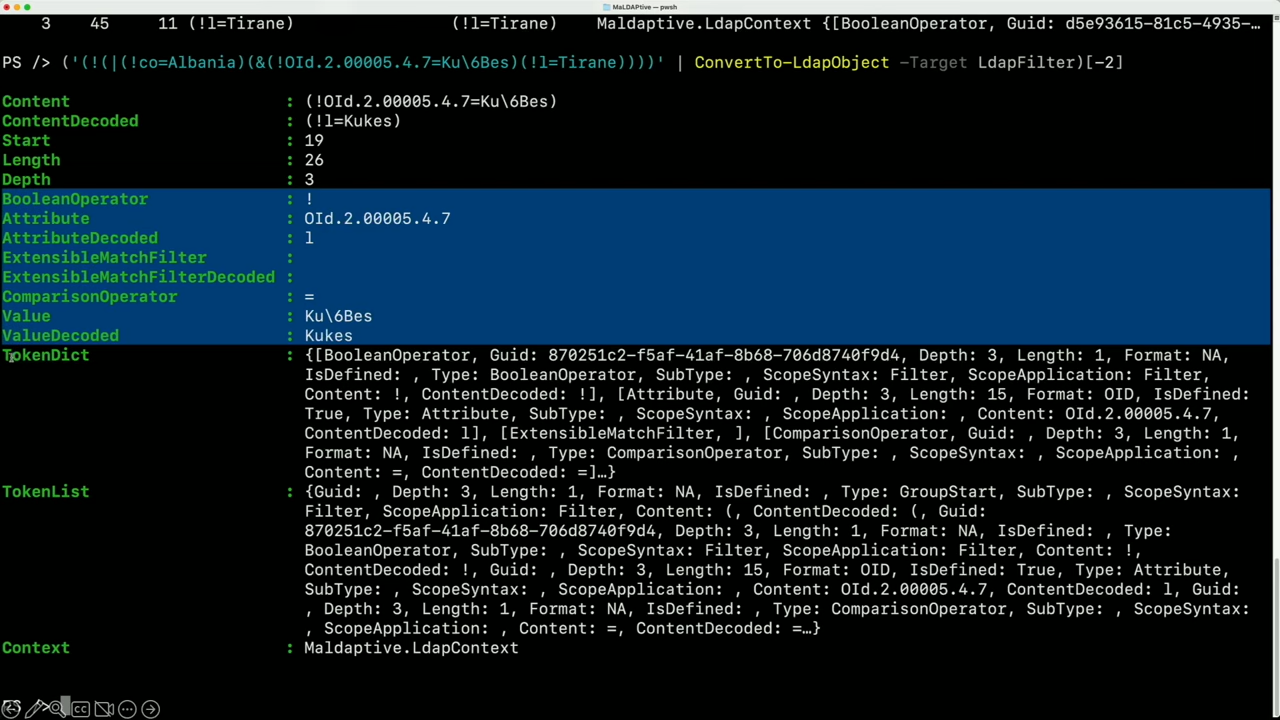 MaLDAPtive — pwsh
3 45 11 (!l=Tirane) (!l=Tirane) Maldaptive.LdapContext {[BooleanOperator, Guid: d5e93615-81c5-4935-…
PS /> ('(!(|(!co=Albania)(&(!OId.2.00005.4.7=Ku\6Bes)(!l=Tirane))))' | ConvertTo-LdapObject -Target LdapFilter)[-2]
Content : (!OId.2.00005.4.7=Ku\6Bes)
ContentDecoded : (!l=Kukes)
Start : 19
Length : 26
Depth : 3
BooleanOperator : !
Attribute : OId.2.00005.4.7
AttributeDecoded : l
ExtensibleMatchFilter :
ExtensibleMatchFilterDecoded :
ComparisonOperator : =
Value : Ku\6Bes
ValueDecoded : Kukes
TokenDict : {[BooleanOperator, Guid: 870251c2-f5af-41af-8b68-706d8740f9d4, Depth: 3, Length: 1, Format: NA,
IsDefined: , Type: BooleanOperator, SubType: , ScopeSyntax: Filter, ScopeApplication: Filter,
Content: !, ContentDecoded: !], [Attribute, Guid: , Depth: 3, Length: 15, Format: OID, IsDefined:
True, Type: Attribute, SubType: , ScopeSyntax: , ScopeApplication: , Content: OId.2.00005.4.7,
ContentDecoded: l], [ExtensibleMatchFilter, ], [ComparisonOperator, Guid: , Depth: 3, Length: 1,
Format: NA, IsDefined: , Type: ComparisonOperator, SubType: , ScopeSyntax: , ScopeApplication: ,
Content: =, ContentDecoded: =]…}
TokenList : {Guid: , Depth: 3, Length: 1, Format: NA, IsDefined: , Type: GroupStart, SubType: , ScopeSyntax:
Filter, ScopeApplication: Filter, Content: (, ContentDecoded: (, Guid:
870251c2-f5af-41af-8b68-706d8740f9d4, Depth: 3, Length: 1, Format: NA, IsDefined: , Type:
BooleanOperator, SubType: , ScopeSyntax: Filter, ScopeApplication: Filter, Content: !,
ContentDecoded: !, Guid: , Depth: 3, Length: 15, Format: OID, IsDefined: True, Type: Attribute,
SubType: , ScopeSyntax: , ScopeApplication: , Content: OId.2.00005.4.7, ContentDecoded: l, Guid:
, Depth: 3, Length: 1, Format: NA, IsDefined: , Type: ComparisonOperator, SubType: , ScopeSyntax:
, ScopeApplication: , Content: =, ContentDecoded: =…}
Context : Maldaptive.LdapContext
PS />
CC